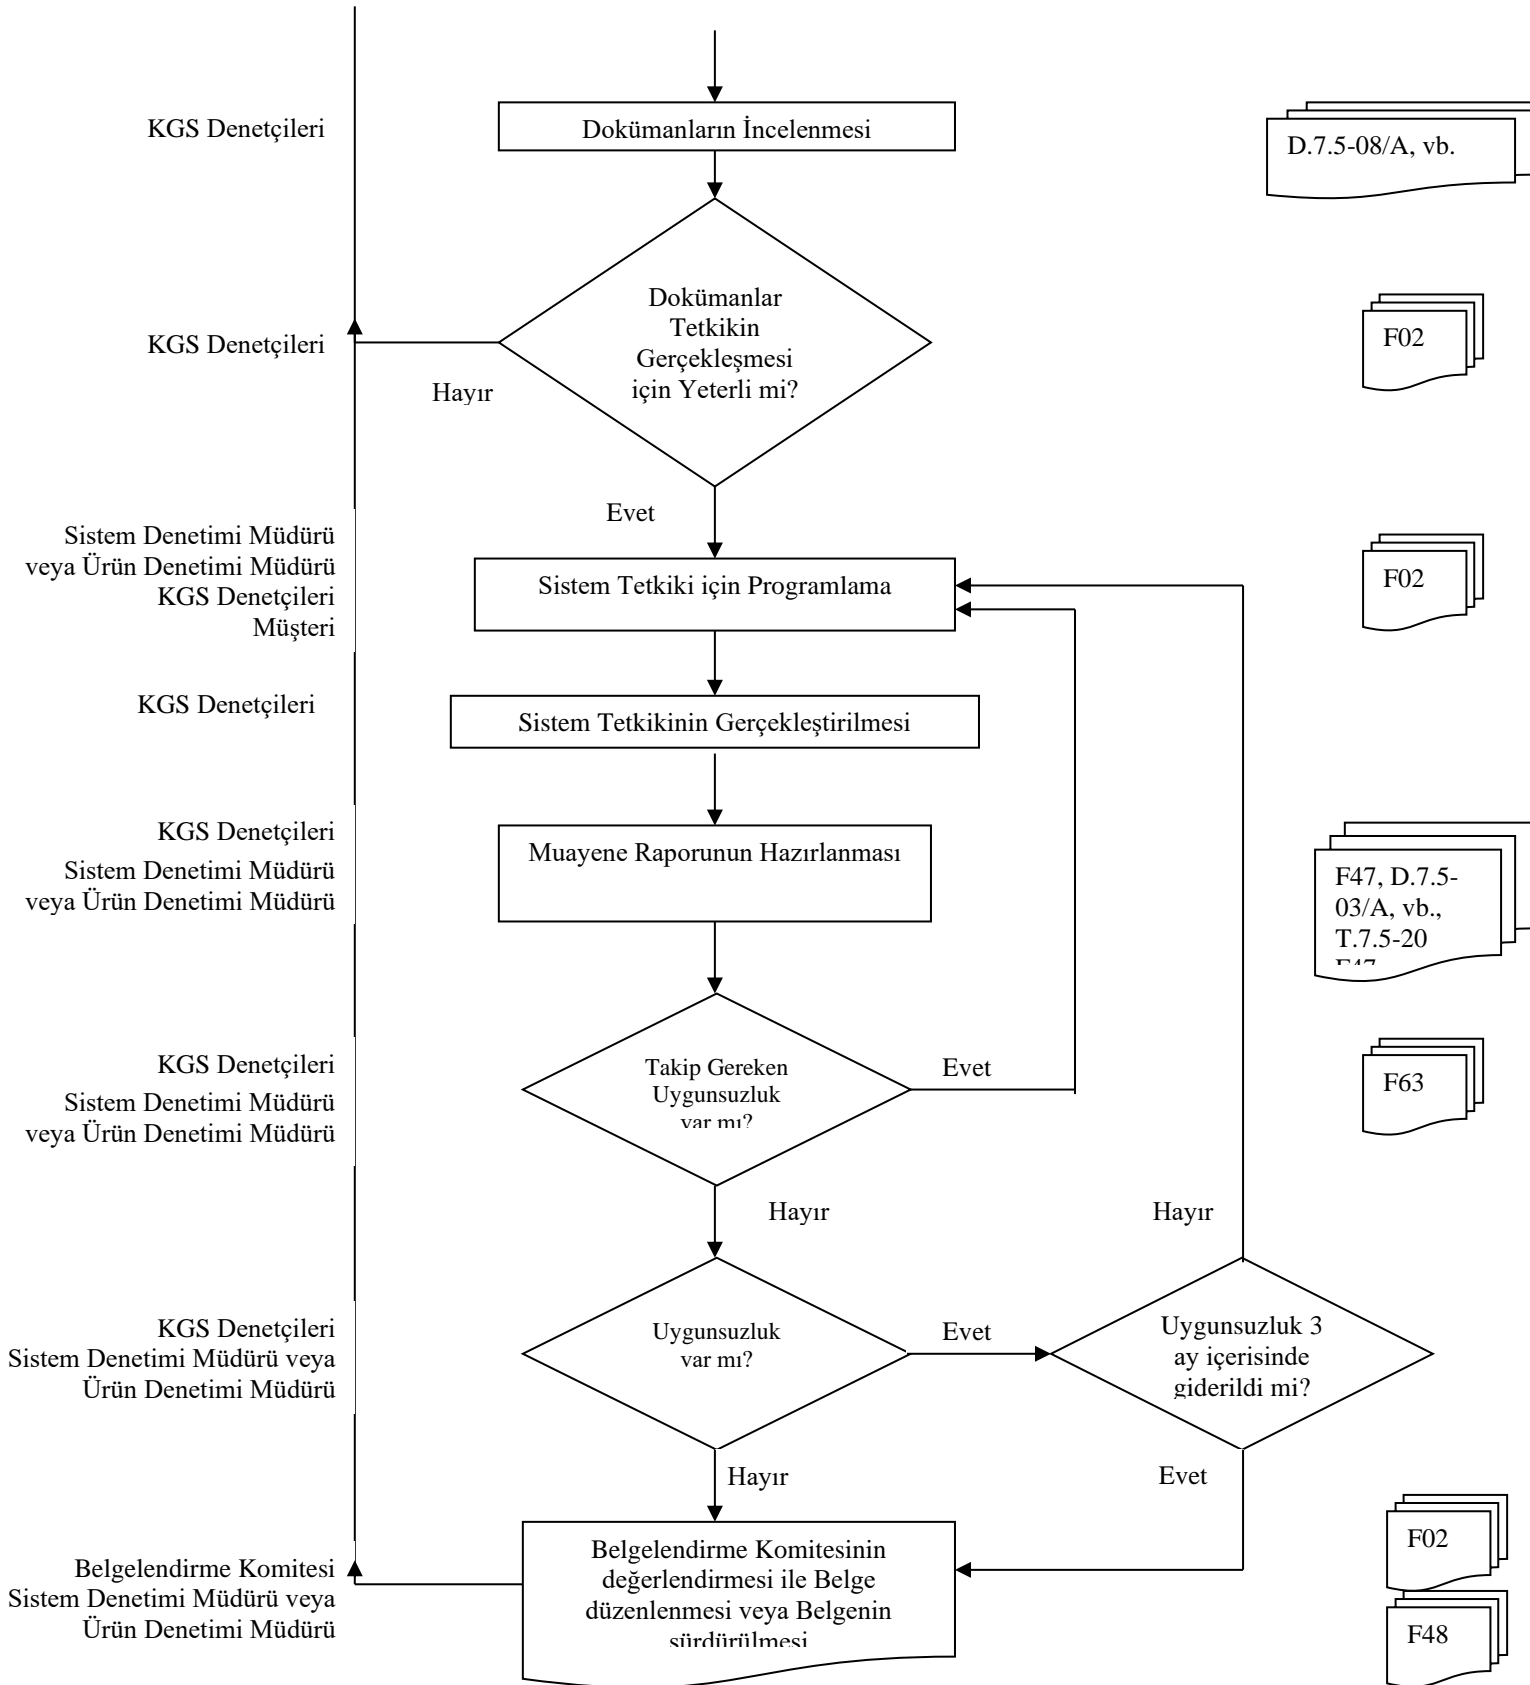 KGS Denetçileri
Dokümanların İncelenmesi
D.7.5-08/A, vb.
KGS Denetçileri
Dokümanlar
Tetkikin
Gerçekleşmesi
için Yeterli mi?
F02
Hayır
Evet
Sistem Denetimi Müdürü
veya Ürün Denetimi Müdürü
KGS Denetçileri
Müşteri
Sistem Tetkiki için Programlama
F02
KGS Denetçileri
Sistem Tetkikinin Gerçekleştirilmesi
KGS Denetçileri
Sistem Denetimi Müdürü
veya Ürün Denetimi Müdürü
Muayene Raporunun Hazırlanması
F47, D.7.5-
03/A, vb.,
T.7.5-20
F47
KGS Denetçileri
Sistem Denetimi Müdürü
veya Ürün Denetimi Müdürü
Takip Gereken
Uygunsuzluk
var mı?
Evet
F63
Hayır
Hayır
KGS Denetçileri
Sistem Denetimi Müdürü veya
Ürün Denetimi Müdürü
Uygunsuzluk
var mı?
Evet
Uygunsuzluk 3
ay içerisinde
giderildi mi?
Hayır
Evet
Belgelendirme Komitesi
Sistem Denetimi Müdürü veya
Ürün Denetimi Müdürü
Belgelendirme Komitesinin
değerlendirmesi ile Belge
düzenlenmesi veya Belgenin
sürdürülmesi
F02
F48